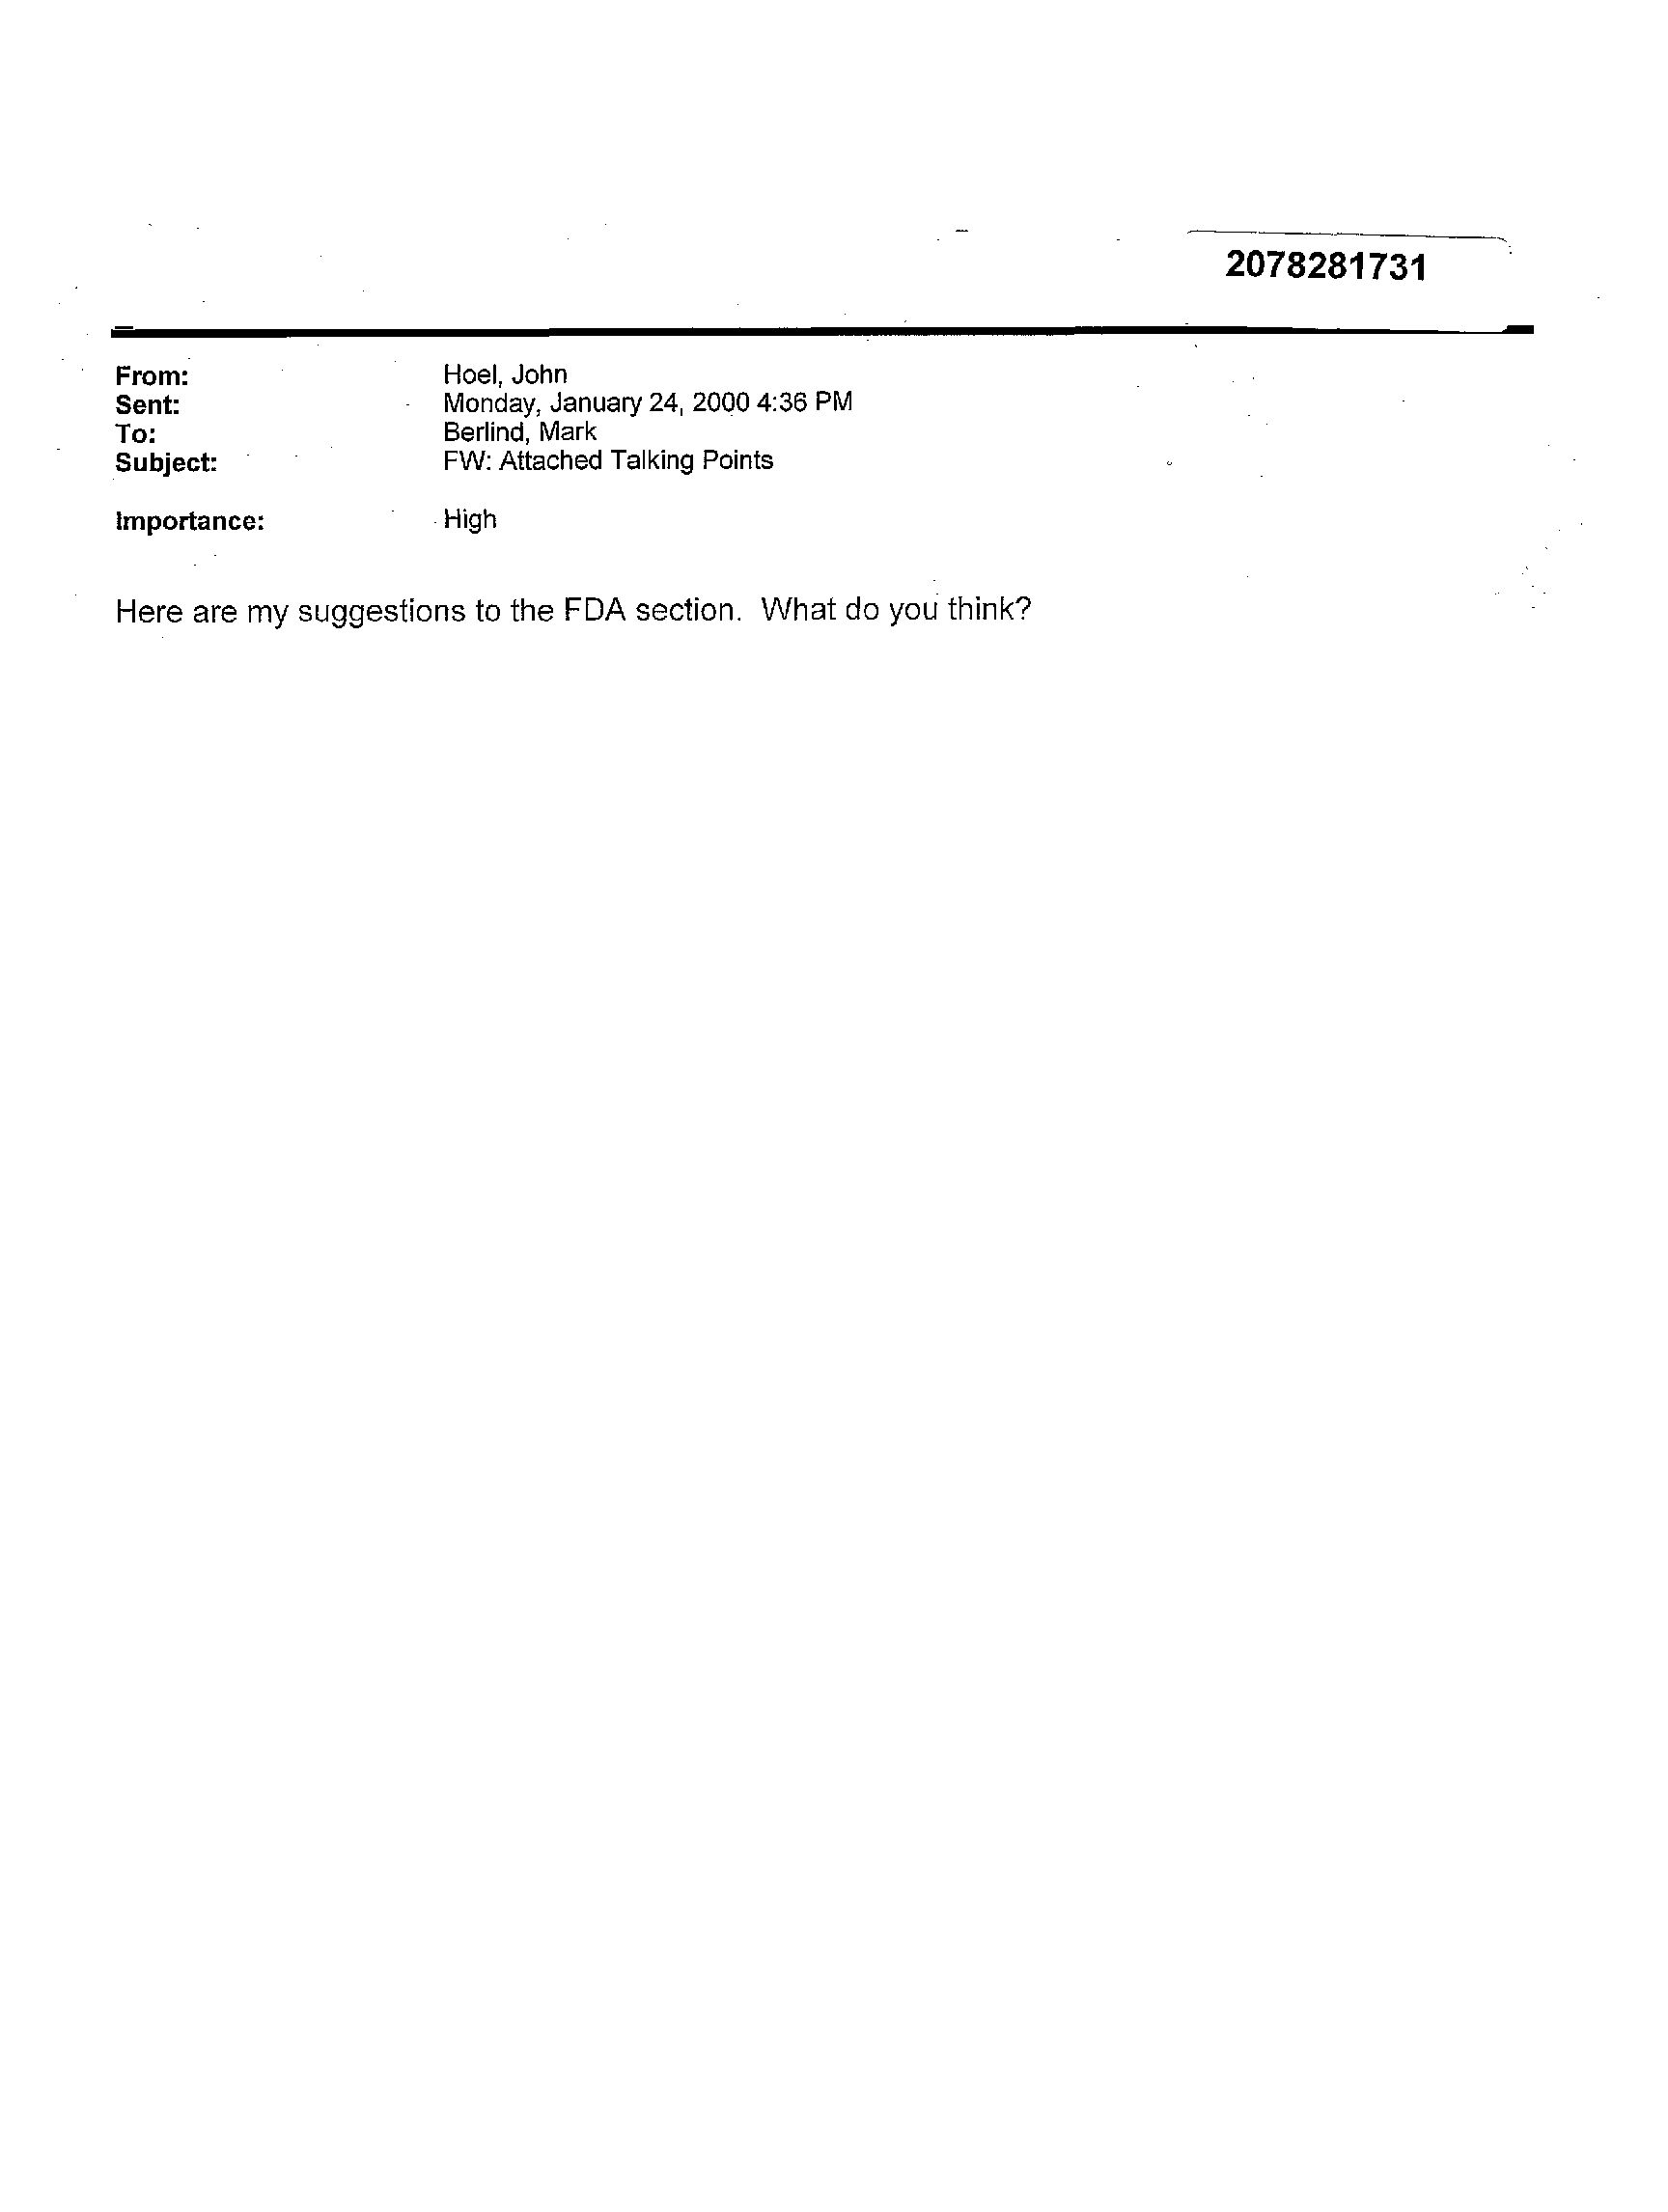 2078281731
From: Hoel, John
Sent: Monday, January 24, 2000 4:36 PM
To: Berlind, Mark
Subject: FW: Attached Talking Points
Importance: High
Here are my suggestions to the FDA section. What do you think?